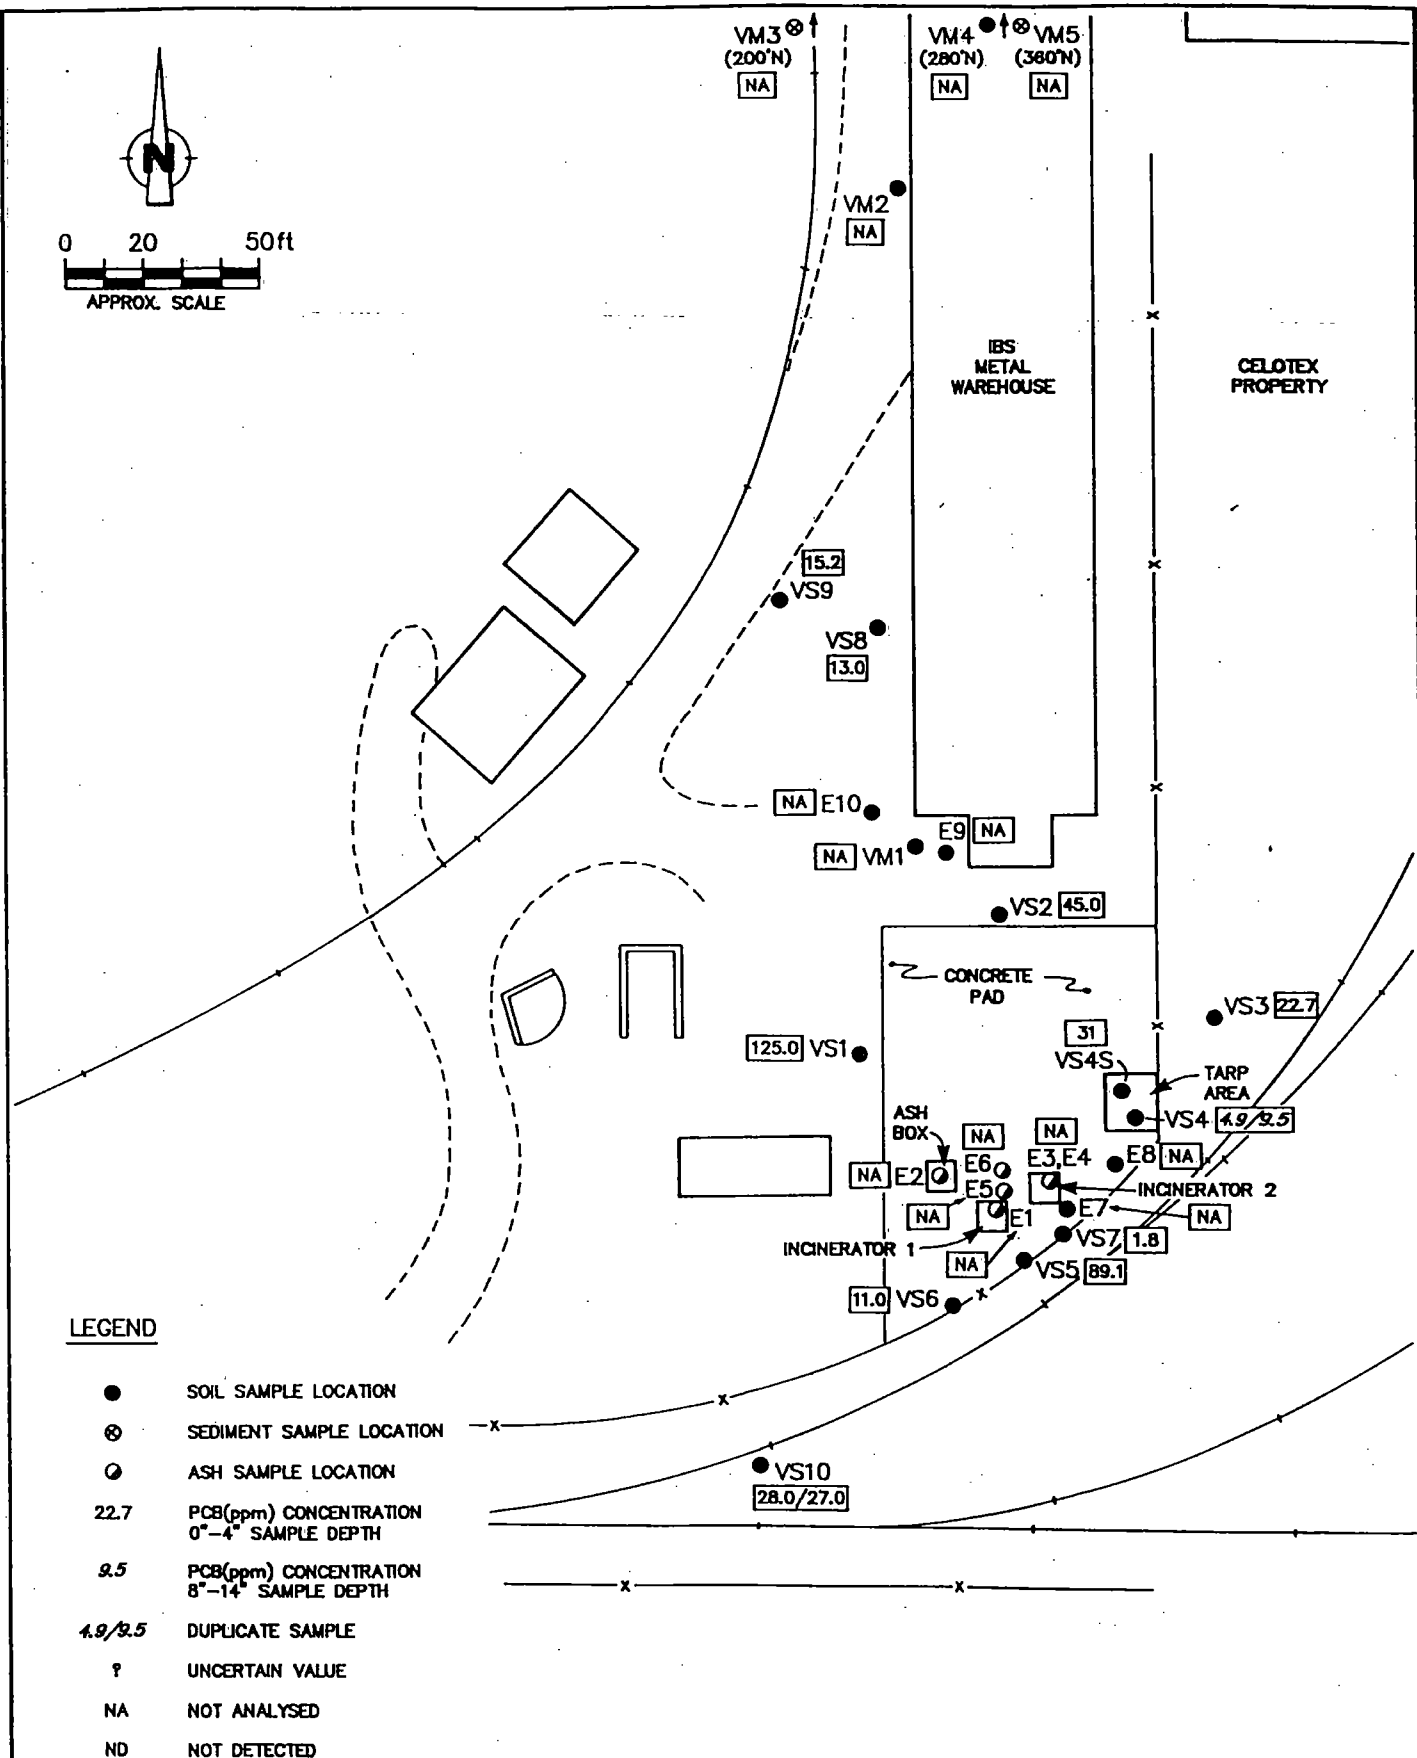 VM3
(200'N)
NA
VM4
(280'N)
NA
VM5
(360'N)
NA
N
0 20 50ft
APPROX. SCALE
VM2
NA
IBS
METAL
WAREHOUSE
CELOTEX
PROPERTY
15.2
VS9
VS8
13.0
NA E10
E9 NA
NA VM1
VS2 45.0
CONCRETE
PAD
VS3 22.7
125.0 VS1
31
VS4S
TARP
AREA
VS4 4.9/9.5
ASH
BOX
NA
NA
NA E2
E6
E3,E4
E8 NA
E5
INCINERATOR 2
NA
E1
E7
NA
INCINERATOR 1
NA
VS7 1.8
VS5 89.1
11.0 VS6
VS10
28.0/27.0
LEGEND
SOIL SAMPLE LOCATION
SEDIMENT SAMPLE LOCATION
ASH SAMPLE LOCATION
22.7 PCB(ppm) CONCENTRATION
0"-4" SAMPLE DEPTH
9.5 PCB(ppm) CONCENTRATION
8"-14" SAMPLE DEPTH
4.9/9.5 DUPLICATE SAMPLE
? UNCERTAIN VALUE
NA NOT ANALYSED
ND NOT DETECTED